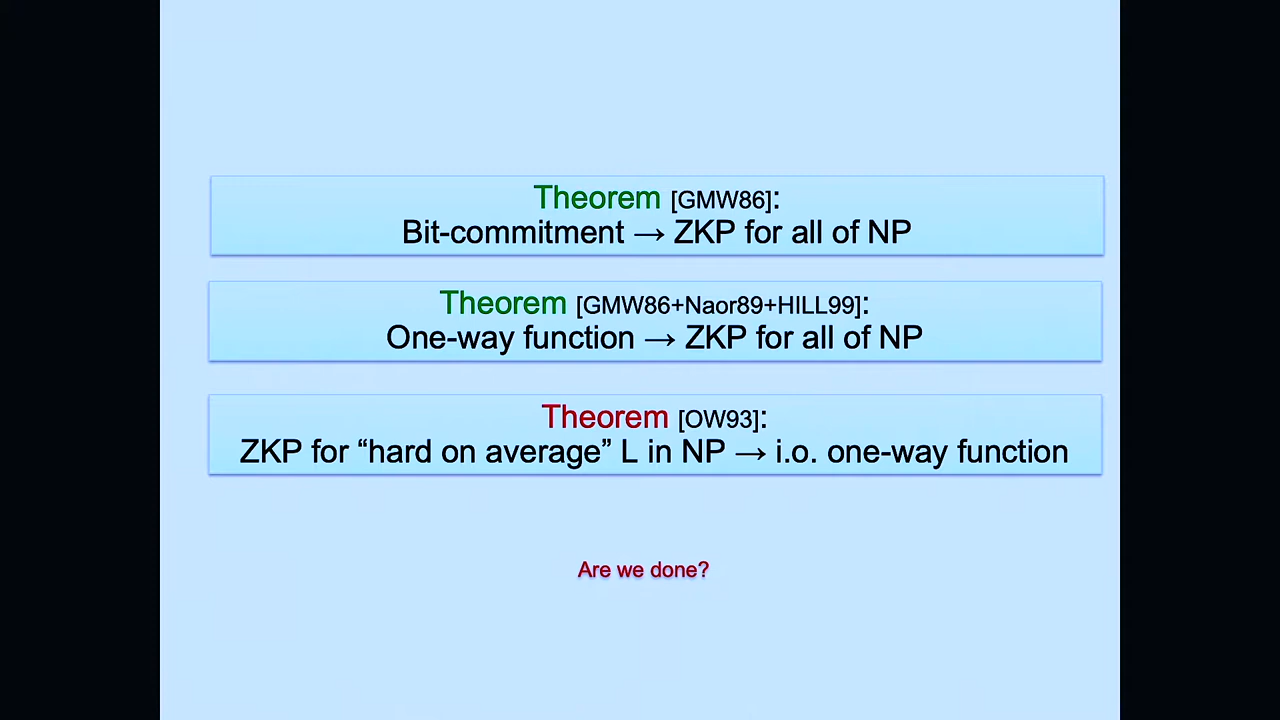 Theorem [GMW86]:
Bit-commitment → ZKP for all of NP
Theorem [GMW86+Naor89+HILL99]:
One-way function → ZKP for all of NP
Theorem [OW93]:
ZKP for “hard on average” L in NP → i.o. one-way function
Are we done?